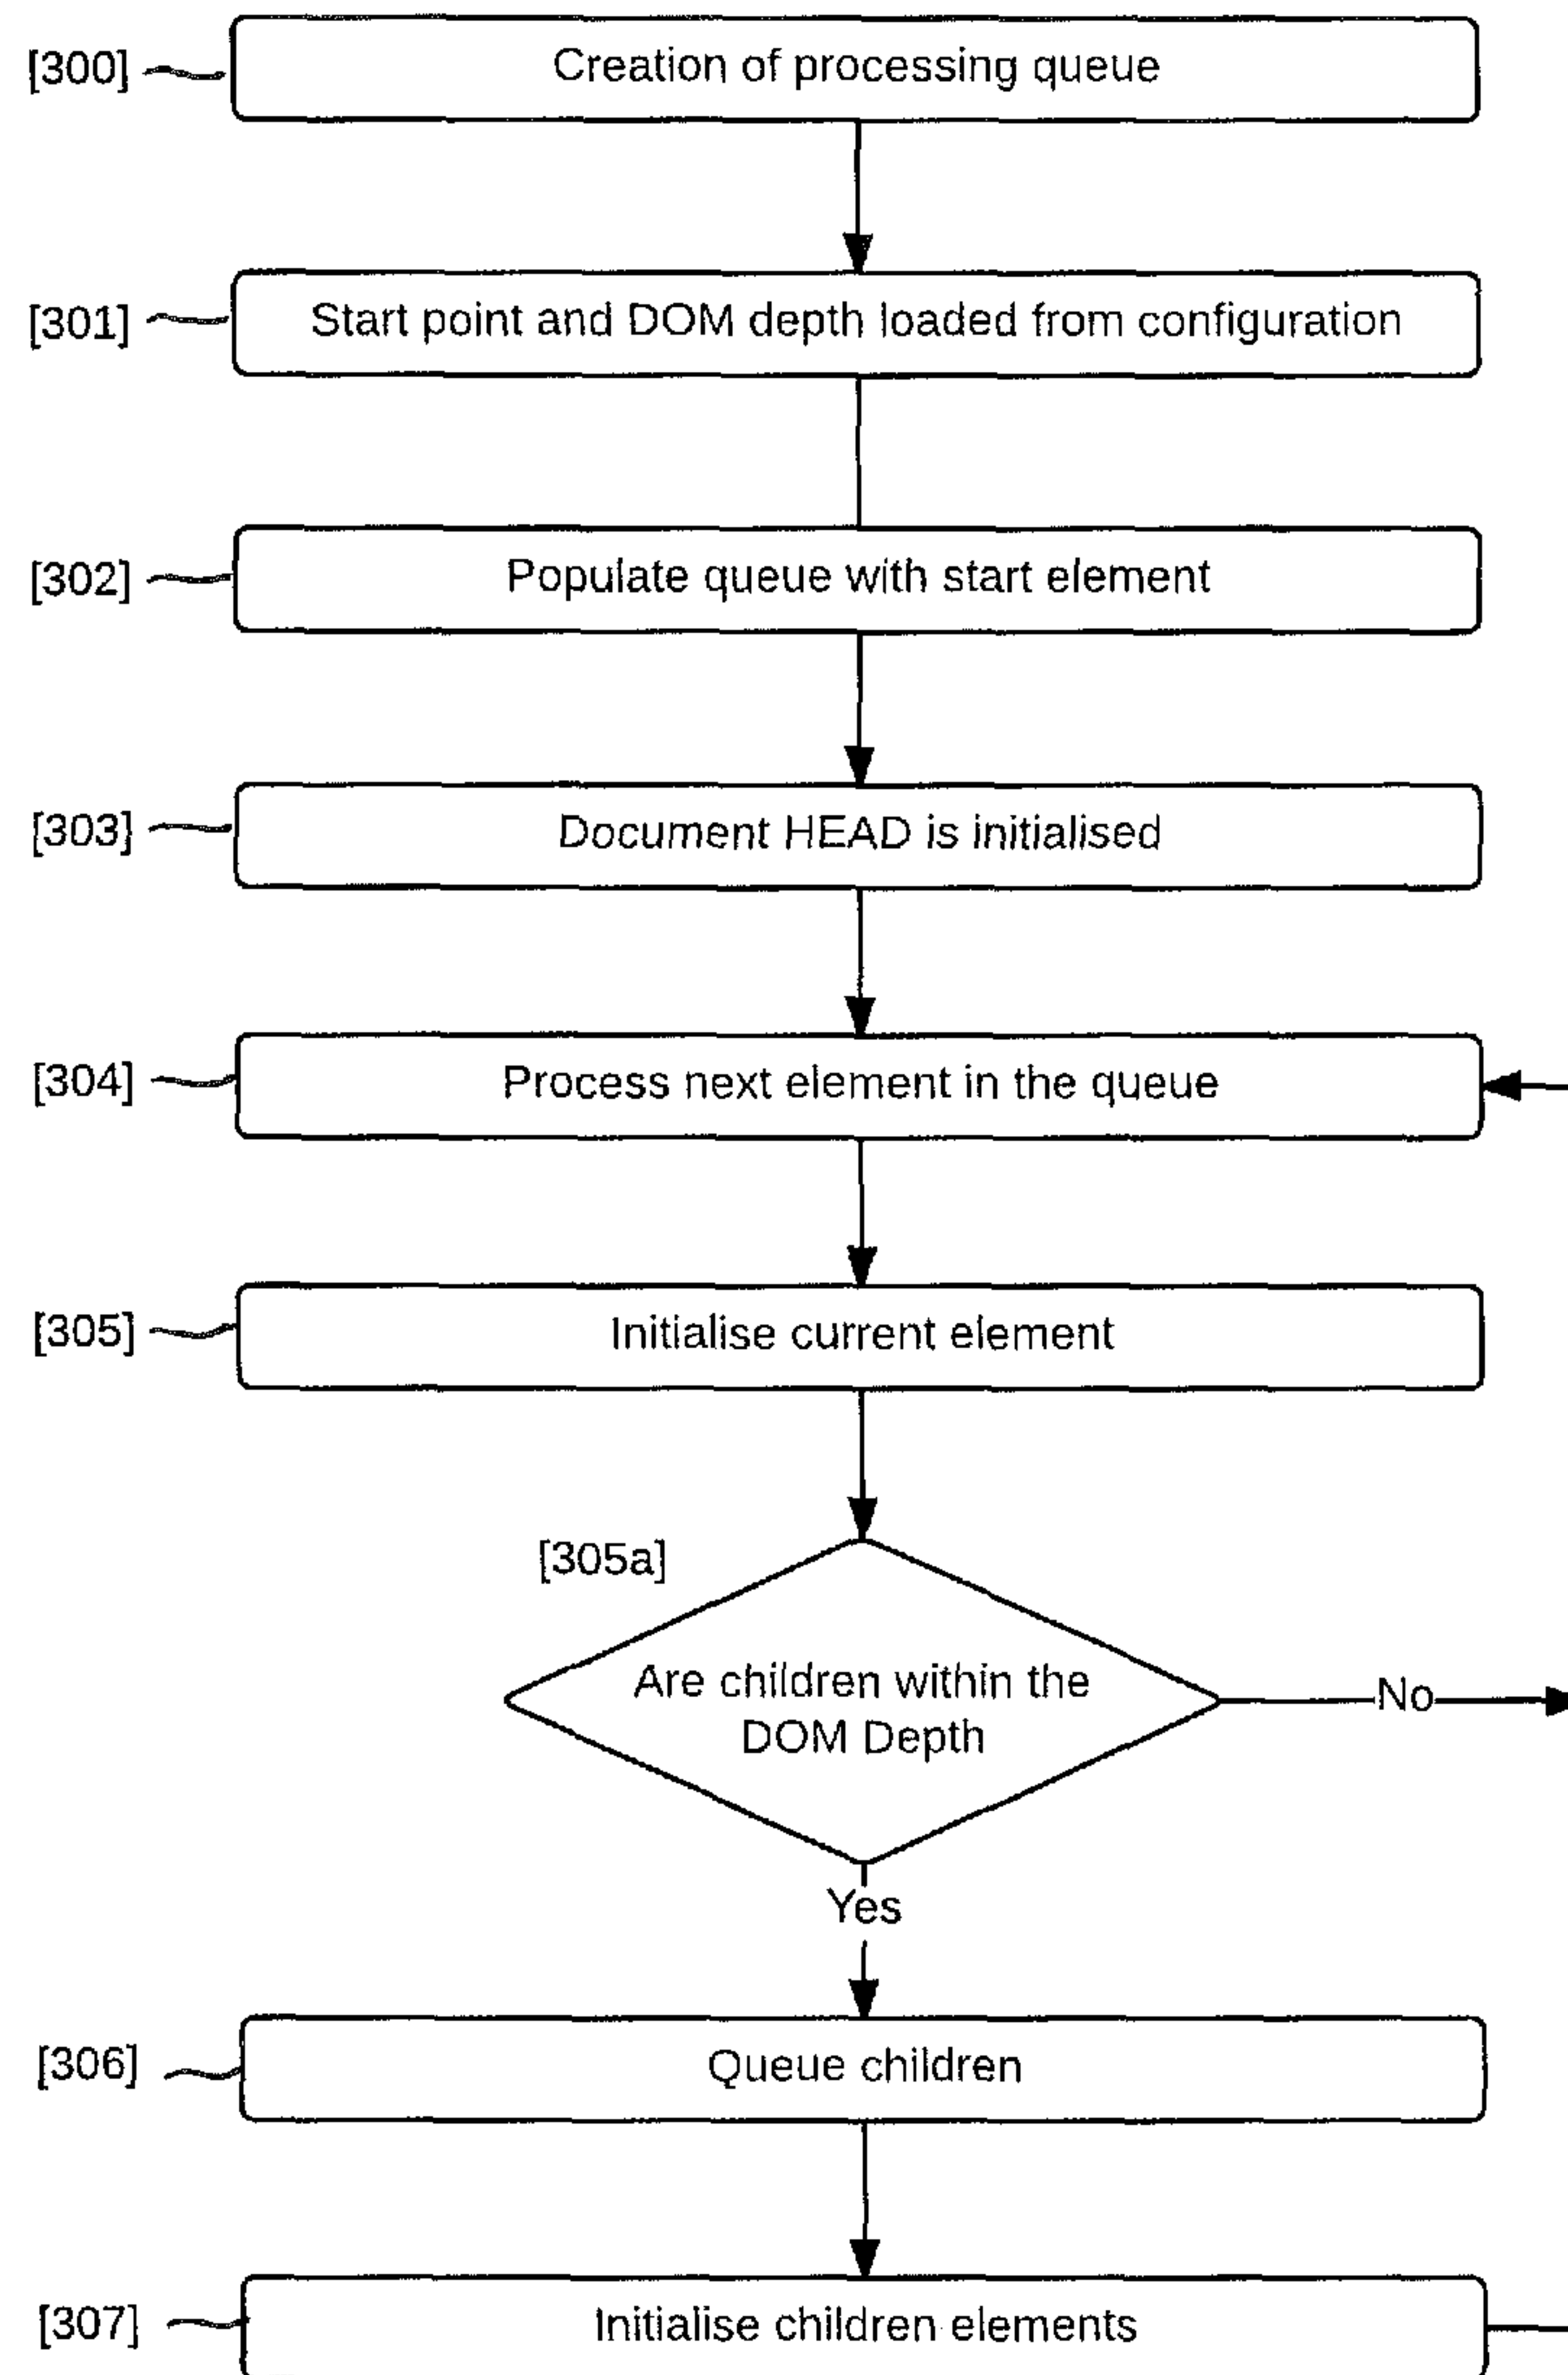 [300] Creation of processing queue
[301] Start point and DOM depth loaded from configuration
[302] Populate queue with start element
[303] Document HEAD is initialised
[304] Process next element in the queue
[305] Initialise current element
[305a]
Are children within the
DOM Depth
No
Yes
[306] Queue children
[307] Initialise children elements